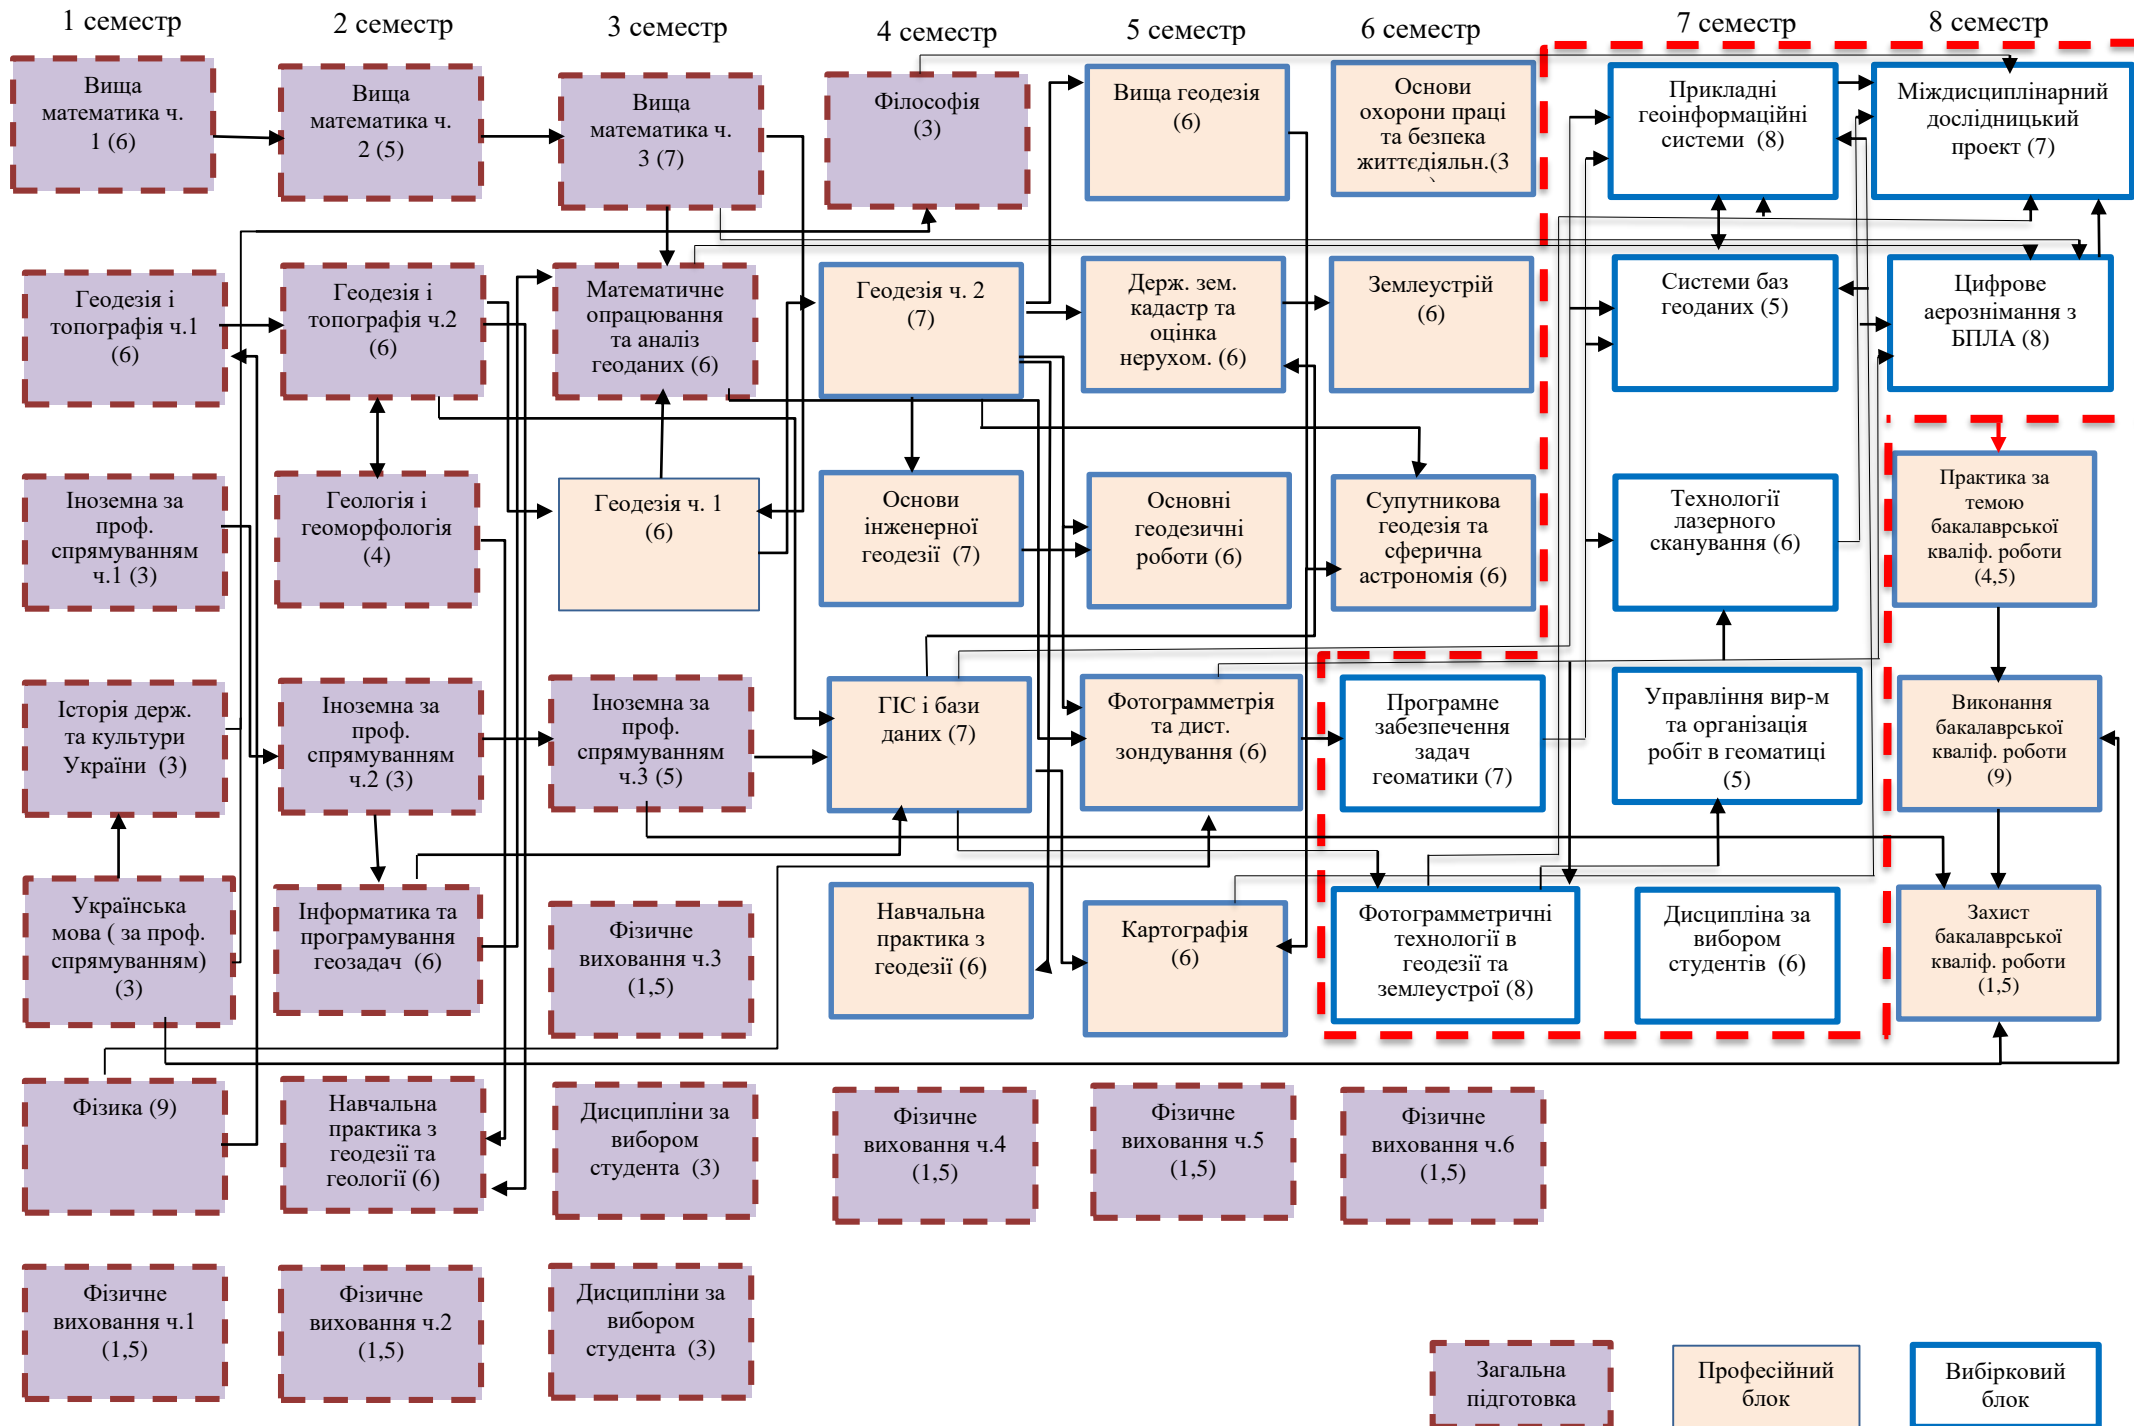 1 семестр
2 семестр
3 семестр
4 семестр
5 семестр
6 семестр
7 семестр
8 семестр
Вища
математика ч.
1 (6)
Вища
математика ч.
2 (5)
Вища
математика ч.
3 (7)
Філософія
(3)
Вища геодезія
(6)
Основи
охорони праці
та безпека
життєдіяльн.(3
Прикладні
геоінформаційні
системи (8)
Міждисциплінарний
дослідницький
проект (7)
Геодезія і
топографія ч.1
(6)
Геодезія і
топографія ч.2
(6)
Математичне
опрацювання
та аналіз
геоданих (6)
Геодезія ч. 2
(7)
Держ. зем.
кадастр та
оцінка
нерухом. (6)
Землеустрій
(6)
Системи баз
геоданих (5)
Цифрове
аерознімання з
БПЛА (8)
Іноземна за
проф.
спрямуванням
ч.1 (3)
Геологія і
геоморфологія
(4)
Геодезія ч. 1
(6)
Основи
інженерної
геодезії (7)
Основні
геодезичні
роботи (6)
Супутникова
геодезія та
сферична
астрономія (6)
Технології
лазерного
сканування (6)
Практика за
темою
бакалаврської
кваліф. роботи
(4,5)
Історія держ.
та культури
України (3)
Іноземна за
проф.
спрямуванням
ч.2 (3)
Іноземна за
проф.
спрямуванням
ч.3 (5)
ГІС і бази
даних (7)
Фотограмметрія
та дист.
зондування (6)
Програмне
забезпечення
задач
геоматики (7)
Управління вир-м
та організація
робіт в геоматиці
(5)
Виконання
бакалаврської
кваліф. роботи
(9)
Українська
мова ( за проф.
спрямуванням)
(3)
Інформатика та
програмування
геозадач (6)
Фізичне
виховання ч.3
(1,5)
Навчальна
практика з
геодезії (6)
Картографія
(6)
Фотограмметричні
технології в
геодезії та
землеустрої (8)
Дисципліна за
вибором
студентів (6)
Захист
бакалаврської
кваліф. роботи
(1,5)
Фізика (9)
Навчальна
практика з
геодезії та
геології (6)
Дисципліни за
вибором
студента (3)
Фізичне
виховання ч.4
(1,5)
Фізичне
виховання ч.5
(1,5)
Фізичне
виховання ч.6
(1,5)
Фізичне
виховання ч.1
(1,5)
Фізичне
виховання ч.2
(1,5)
Дисципліни за
вибором
студента (3)
Загальна
підготовка
Професійний
блок
Вибірковий
блок